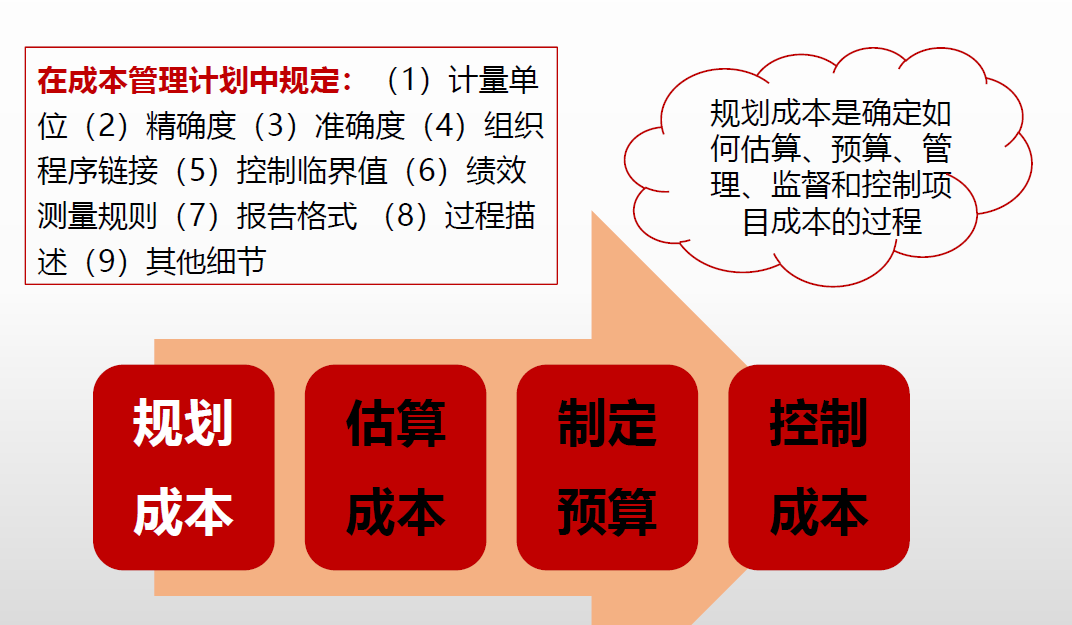 在成本管理计划中规定：（1）计量单
位（2）精确度（3）准确度（4）组织
程序链接（5）控制临界值（6）绩效
测量规则（7）报告格式 （8）过程描
述（9）其他细节
规划成本是确定如
何估算、预算、管
理、监督和控制项
目成本的过程
规划
成本
估算
成本
制定
预算
控制
成本